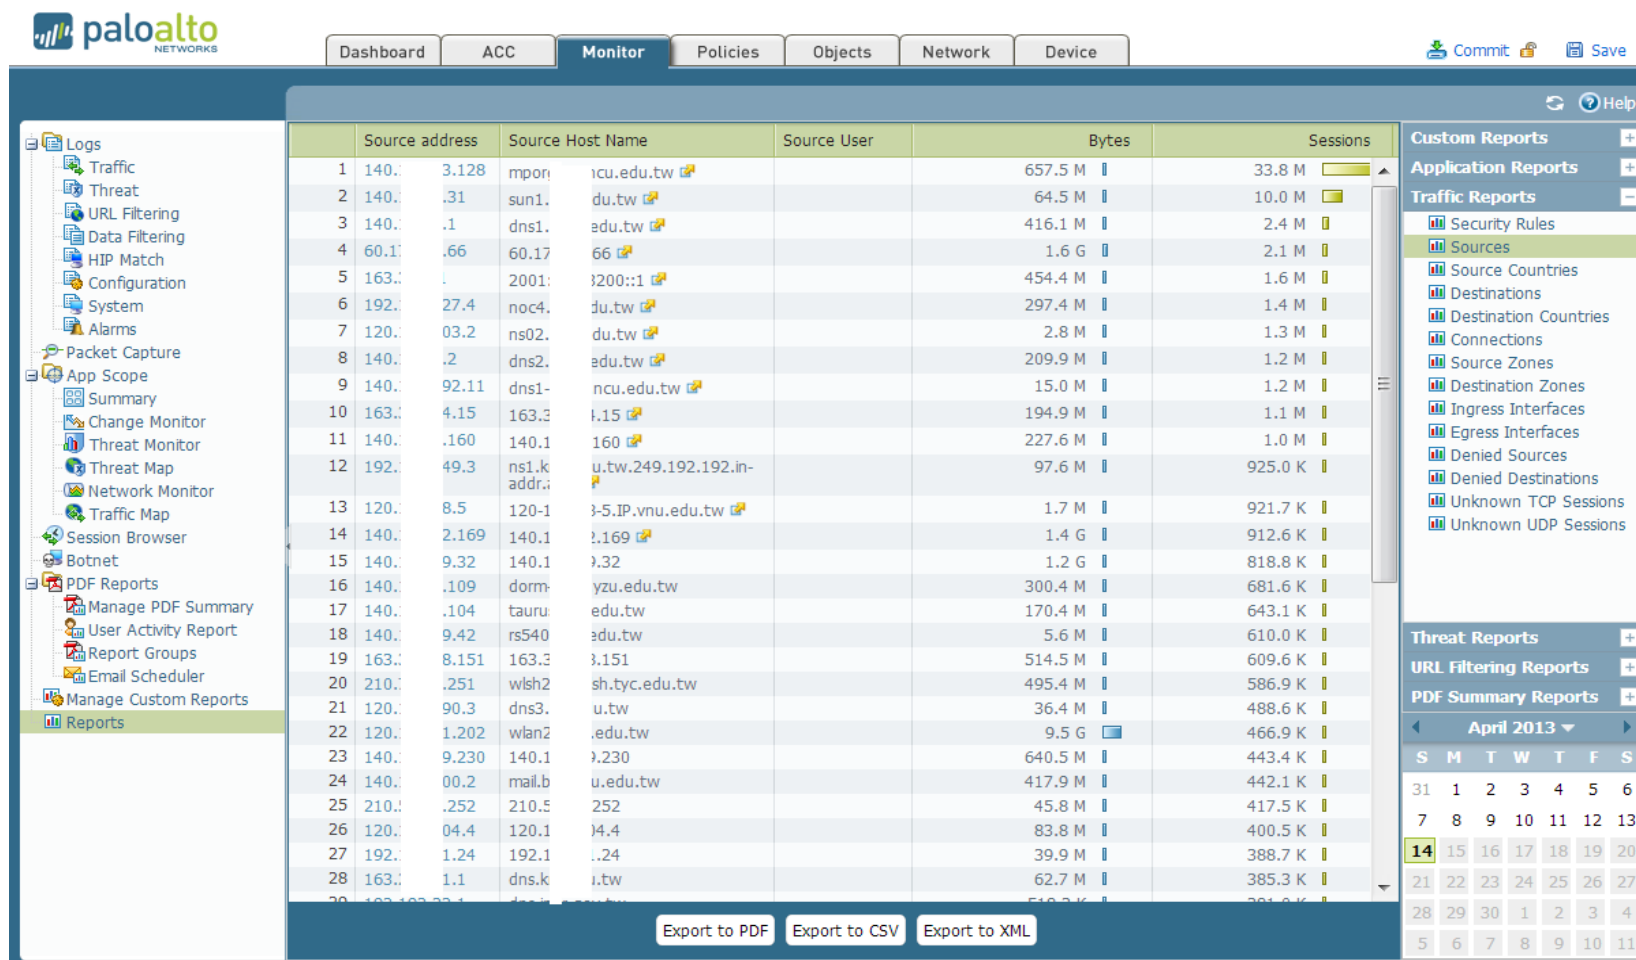 paloalto
NETWORKS
Dashboard ACC Monitor Policies Objects Network Device
Commit Save
Help
Logs
Traffic
Threat
URL Filtering
Data Filtering
HIP Match
Configuration
System
Alarms
Packet Capture
App Scope
Summary
Change Monitor
Threat Monitor
Threat Map
Network Monitor
Traffic Map
Session Browser
Botnet
PDF Reports
Manage PDF Summary
User Activity Report
Report Groups
Email Scheduler
Manage Custom Reports
Reports
Source address Source Host Name Source User Bytes Sessions
1 140. 3.128 mpor ncu.edu.tw 657.5 M 33.8 M
2 140. .31 sun1. du.tw 64.5 M 10.0 M
3 140. .1 dns1. edu.tw 416.1 M 2.4 M
4 60.1 .66 60.17 66 1.6 G 2.1 M
5 163. 2001: 3200::1 454.4 M 1.6 M
6 192. 27.4 noc4. du.tw 297.4 M 1.4 M
7 120. 03.2 ns02. du.tw 2.8 M 1.3 M
8 140. .2 dns2. edu.tw 209.9 M 1.2 M
9 140. 92.11 dns1- ncu.edu.tw 15.0 M 1.2 M
10 163. 4.15 163.3 4.15 194.9 M 1.1 M
11 140. .160 140.1 160 227.6 M 1.0 M
12 192. 49.3 ns1.k u.tw.249.192.192.in- 97.6 M 925.0 K
addr.
13 120. 8.5 120-1 3-5.IP.vnu.edu.tw 1.7 M 921.7 K
14 140. 2.169 140.1 2.169 1.4 G 912.6 K
15 140. 9.32 140.1 9.32 1.2 G 818.8 K
16 140. .109 dorm- yzu.edu.tw 300.4 M 681.6 K
17 140. .104 tauru edu.tw 170.4 M 643.1 K
18 140. 9.42 rs540 edu.tw 5.6 M 610.0 K
19 163. 8.151 163.3 3.151 514.5 M 609.6 K
20 210. .251 wlsh2 sh.tyc.edu.tw 495.4 M 586.9 K
21 120. 90.3 dns3. u.tw 36.4 M 488.6 K
22 120. 1.202 wlan2 .edu.tw 9.5 G 466.9 K
23 140. 9.230 140.1 9.230 640.5 M 443.4 K
24 140. 00.2 mail.b u.edu.tw 417.9 M 442.1 K
25 210. .252 210.5 252 45.8 M 417.5 K
26 120. 04.4 120.1 04.4 83.8 M 400.5 K
27 192. 1.24 192.1 .24 39.9 M 388.7 K
28 163. 1.1 dns.k u.tw 62.7 M 385.3 K
Export to PDF Export to CSV Export to XML
Custom Reports
Application Reports
Traffic Reports
Security Rules
Sources
Source Countries
Destinations
Destination Countries
Connections
Source Zones
Destination Zones
Ingress Interfaces
Egress Interfaces
Denied Sources
Denied Destinations
Unknown TCP Sessions
Unknown UDP Sessions
Threat Reports
URL Filtering Reports
PDF Summary Reports
April 2013
S M T W T F S
31 1 2 3 4 5 6
7 8 9 10 11 12 13
14 15 16 17 18 19 20
21 22 23 24 25 26 27
28 29 30 1 2 3 4
5 6 7 8 9 10 11